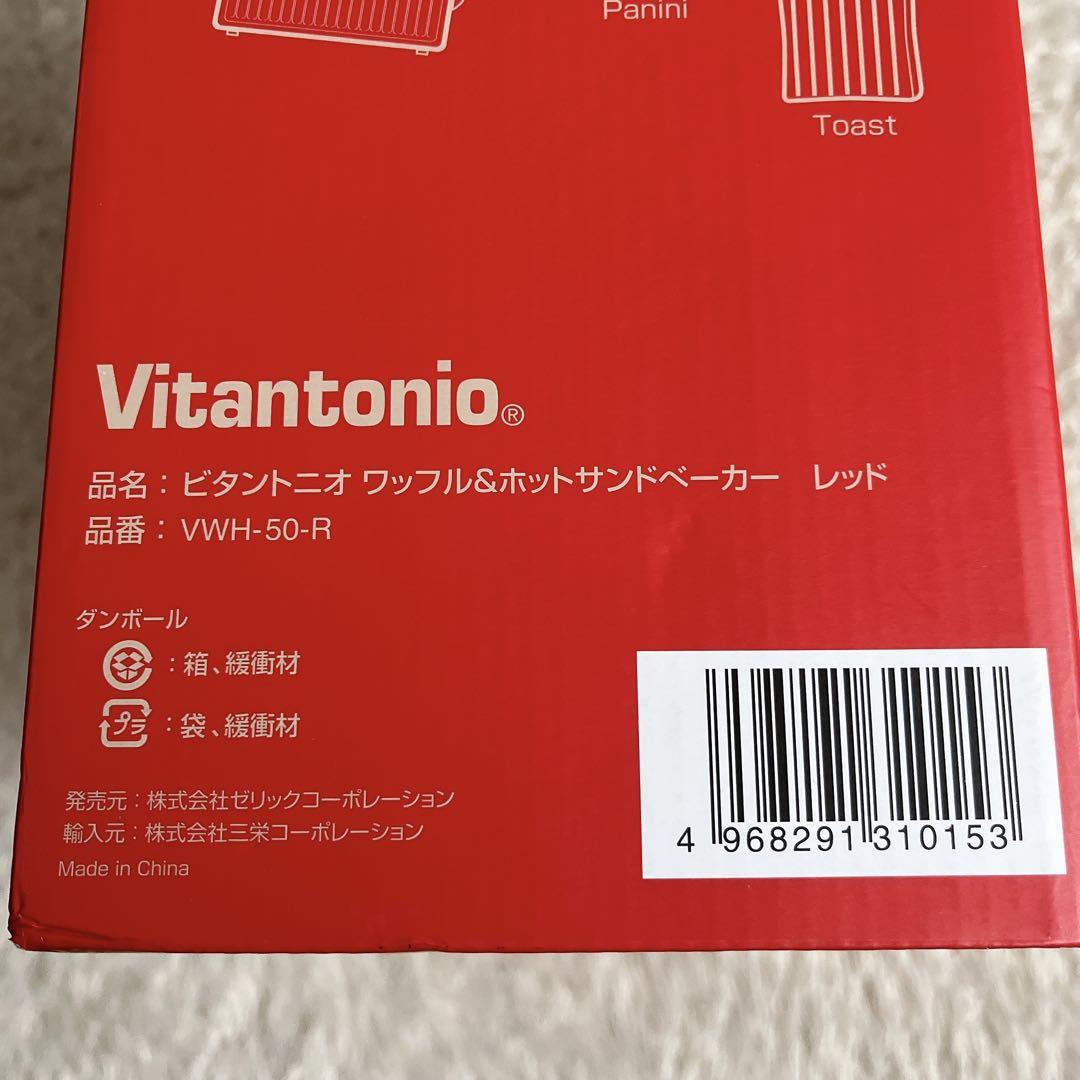 Panini
Toast
Vitantonio®
品名：ビタントニオ ワッフル&ホットサンドベーカー　レッド
品番：VWH-50-R
ダンボール
：箱、緩衝材
プラ：袋、緩衝材
発売元：株式会社ゼリックコーポレーション
輸入元：株式会社三栄コーポレーション
Made in China
4 968291 310153